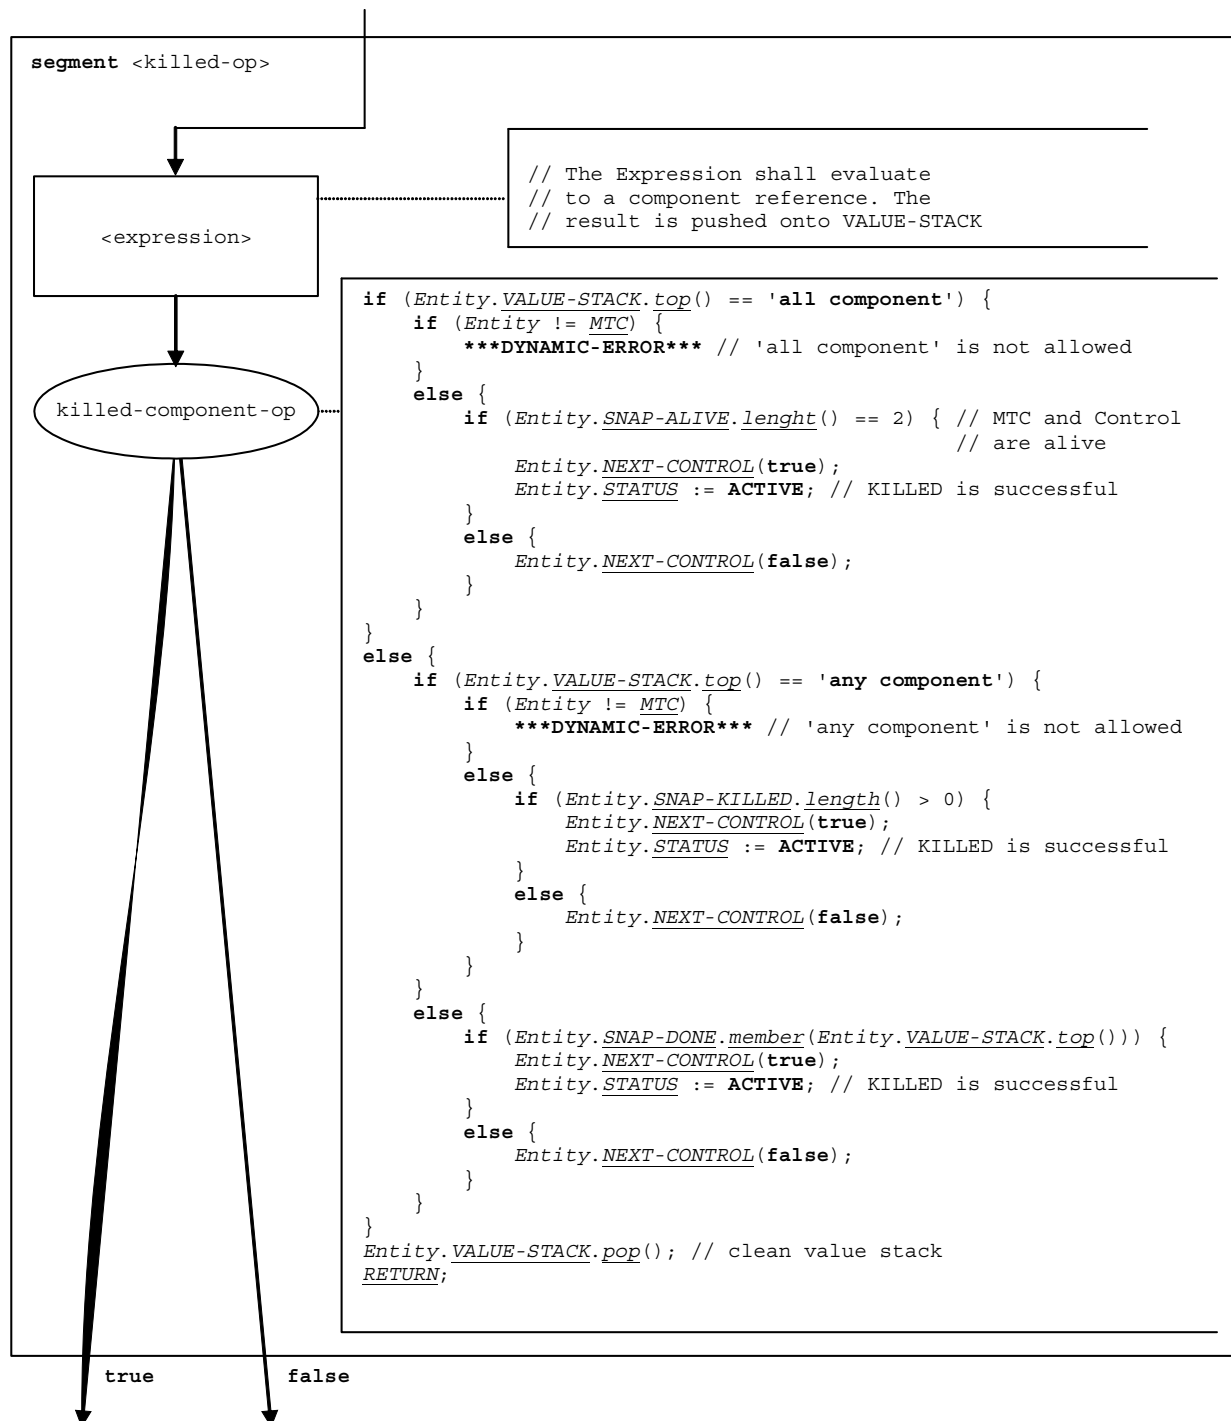 segment <killed-op>
// The Expression shall evaluate
// to a component reference. The
// result is pushed onto VALUE-STACK
<expression>
killed-component-op
if (Entity.VALUE-STACK.top() == 'all component') {
if (Entity != MTC) {
***DYNAMIC-ERROR*** // 'all component' is not allowed
}
else {
if (Entity.SNAP-ALIVE.lenght() == 2) { // MTC and Control
// are alive
Entity.NEXT-CONTROL(true);
Entity.STATUS := ACTIVE; // KILLED is successful
}
else {
Entity.NEXT-CONTROL(false);
}
}
}
else {
if (Entity.VALUE-STACK.top() == 'any component') {
if (Entity != MTC) {
***DYNAMIC-ERROR*** // 'any component' is not allowed
}
else {
if (Entity.SNAP-KILLED.length() > 0) {
Entity.NEXT-CONTROL(true);
Entity.STATUS := ACTIVE; // KILLED is successful
}
else {
Entity.NEXT-CONTROL(false);
}
}
}
else {
if (Entity.SNAP-DONE.member(Entity.VALUE-STACK.top())) {
Entity.NEXT-CONTROL(true);
Entity.STATUS := ACTIVE; // KILLED is successful
}
else {
Entity.NEXT-CONTROL(false);
}
}
}
Entity.VALUE-STACK.pop(); // clean value stack
RETURN;
true
false